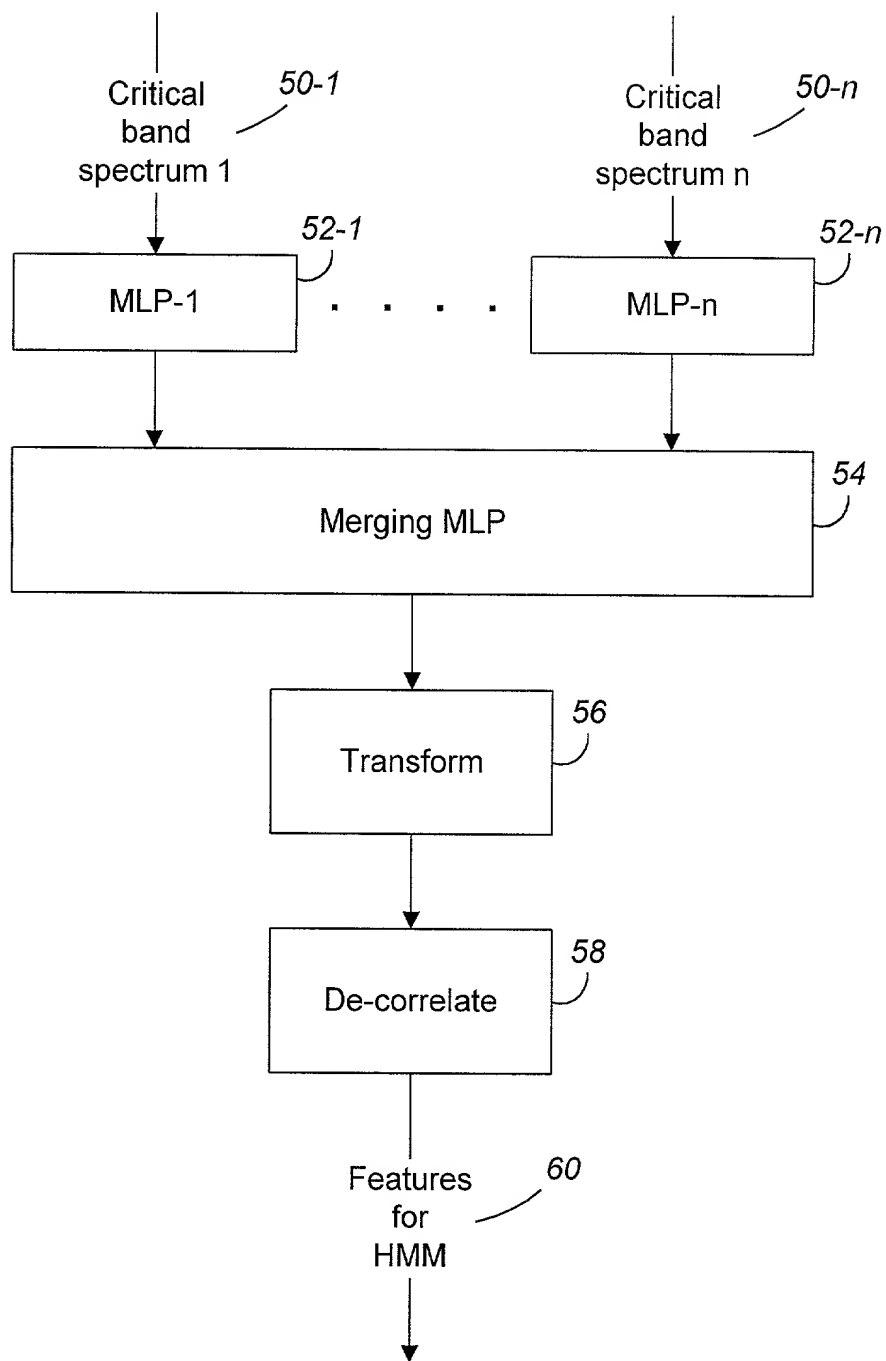 Critical
band
spectrum 1
50-1
Critical
band
spectrum n
50-n
52-1
MLP-1
. . . .
52-n
MLP-n
54
Merging MLP
56
Transform
58
De-correlate
Features
for
HMM
60